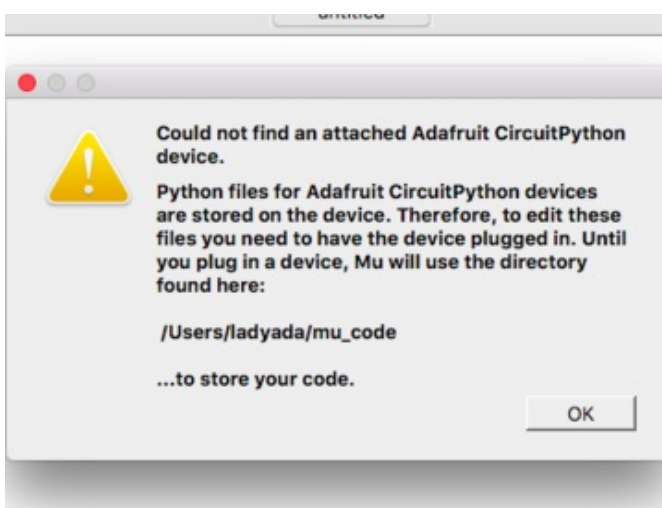 untitled
Could not find an attached Adafruit CircuitPython
device.
Python files for Adafruit CircuitPython devices
are stored on the device. Therefore, to edit these
files you need to have the device plugged in. Until
you plug in a device, Mu will use the directory
found here:
/Users/ladyada/mu_code
...to store your code.
OK